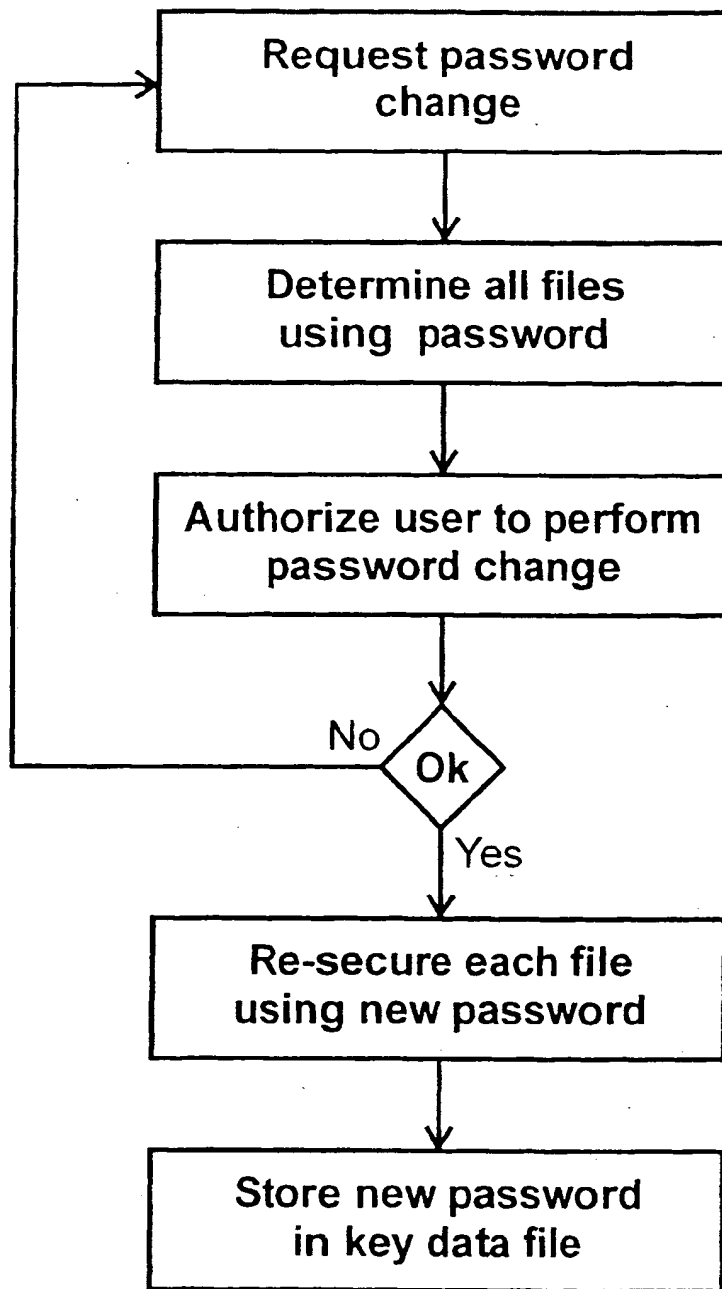 Request password
change
Determine all files
using password
Authorize user to perform
password change
No
Ok
Yes
Re-secure each file
using new password
Store new password
in key data file